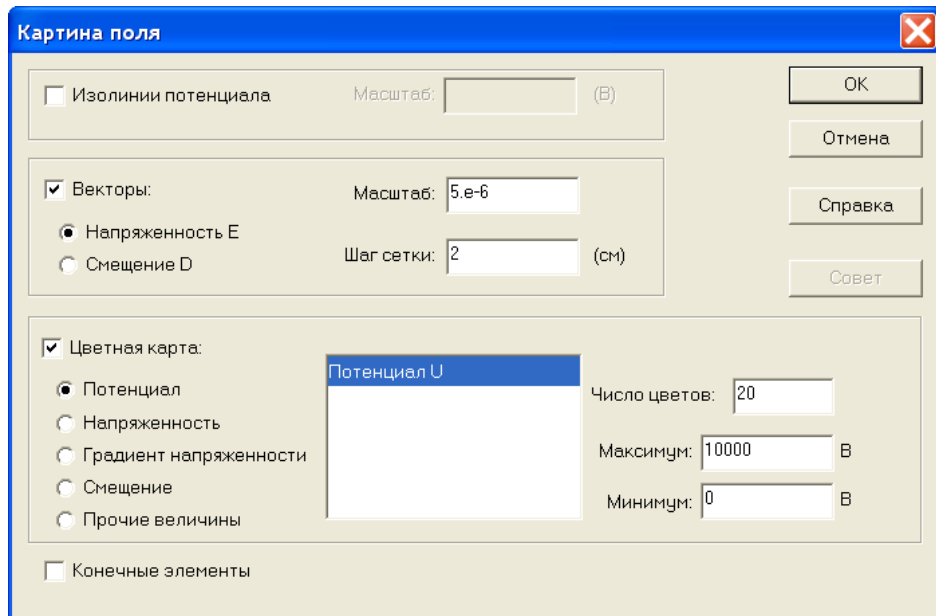 Картина поля
Изолинии потенциала Масштаб: (В)
OK
Отмена
Векторы: Масштаб: 5.e-6
Справка
Напряженность E
Смещение D Шаг сетки: 2 (см)
Совет
Цветная карта:
Потенциал U
Потенциал Число цветов: 20
Напряженность
Градиент напряженности Максимум: 10000 В
Смещение Минимум: 0 В
Прочие величины
Конечные элементы